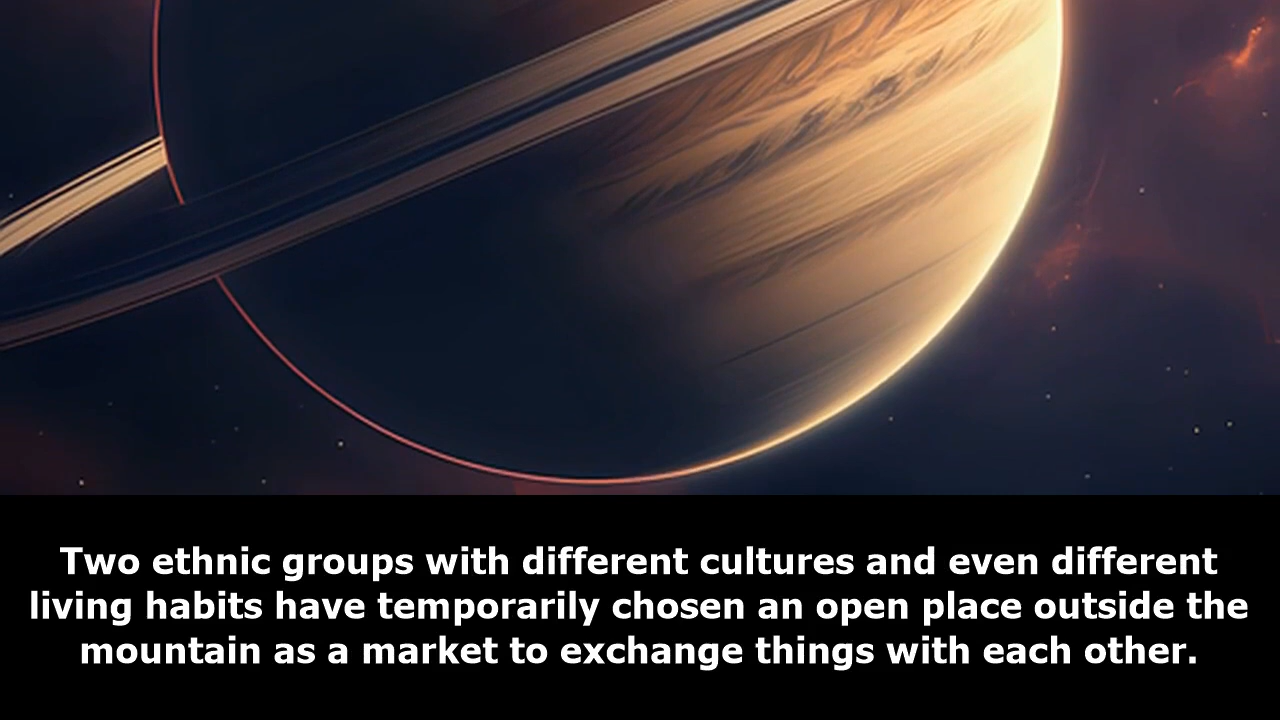 Two ethnic groups with different cultures and even different
living habits have temporarily chosen an open place outside the
mountain as a market to exchange things with each other.